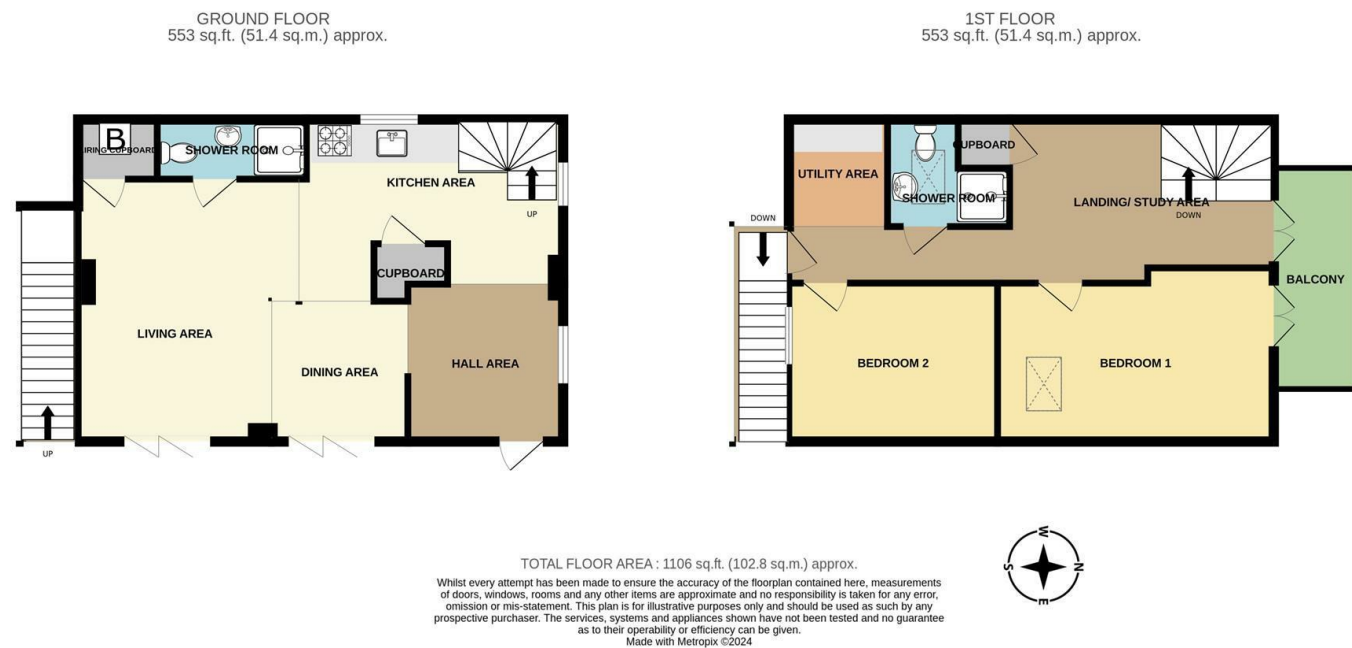 GROUND FLOOR
553 sq.ft. (51.4 sq.m.) approx.
B
IRING CUPBOARD
SHOWER ROOM
KITCHEN AREA
UP
CUPBOARD
LIVING AREA
DINING AREA
HALL AREA
UP
1ST FLOOR
553 sq.ft. (51.4 sq.m.) approx.
CUPBOARD
UTILITY AREA
SHOWER ROOM
LANDING/ STUDY AREA
DOWN
DOWN
BALCONY
BEDROOM 2
BEDROOM 1
TOTAL FLOOR AREA : 1106 sq.ft. (102.8 sq.m.) approx.
Whilst every attempt has been made to ensure the accuracy of the floorplan contained here, measurements
of doors, windows, rooms and any other items are approximate and no responsibility is taken for any error,
omission or mis-statement. This plan is for illustrative purposes only and should be used as such by any
prospective purchaser. The services, systems and appliances shown have not been tested and no guarantee
as to their operability or efficiency can be given.
Made with Metropix ©2024
W
S
N
E